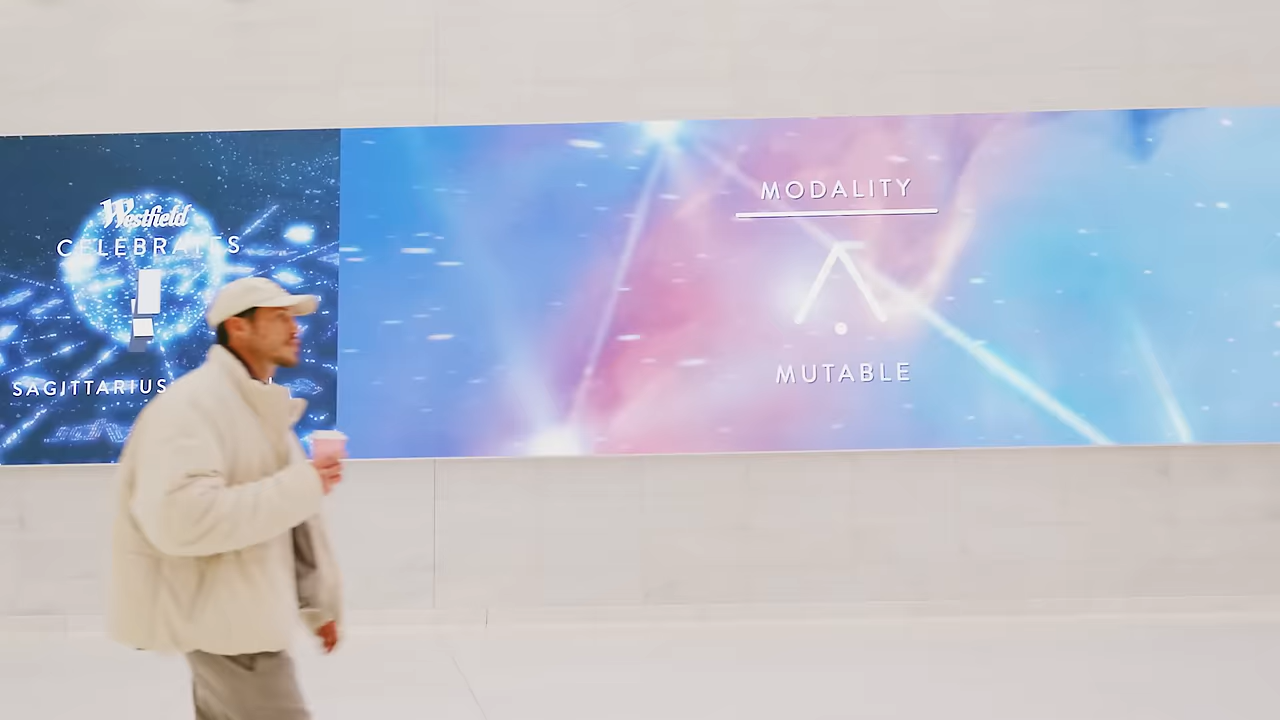 Westfield
CELEBRATES
SAGITTARIUS
MODALITY
MUTABLE